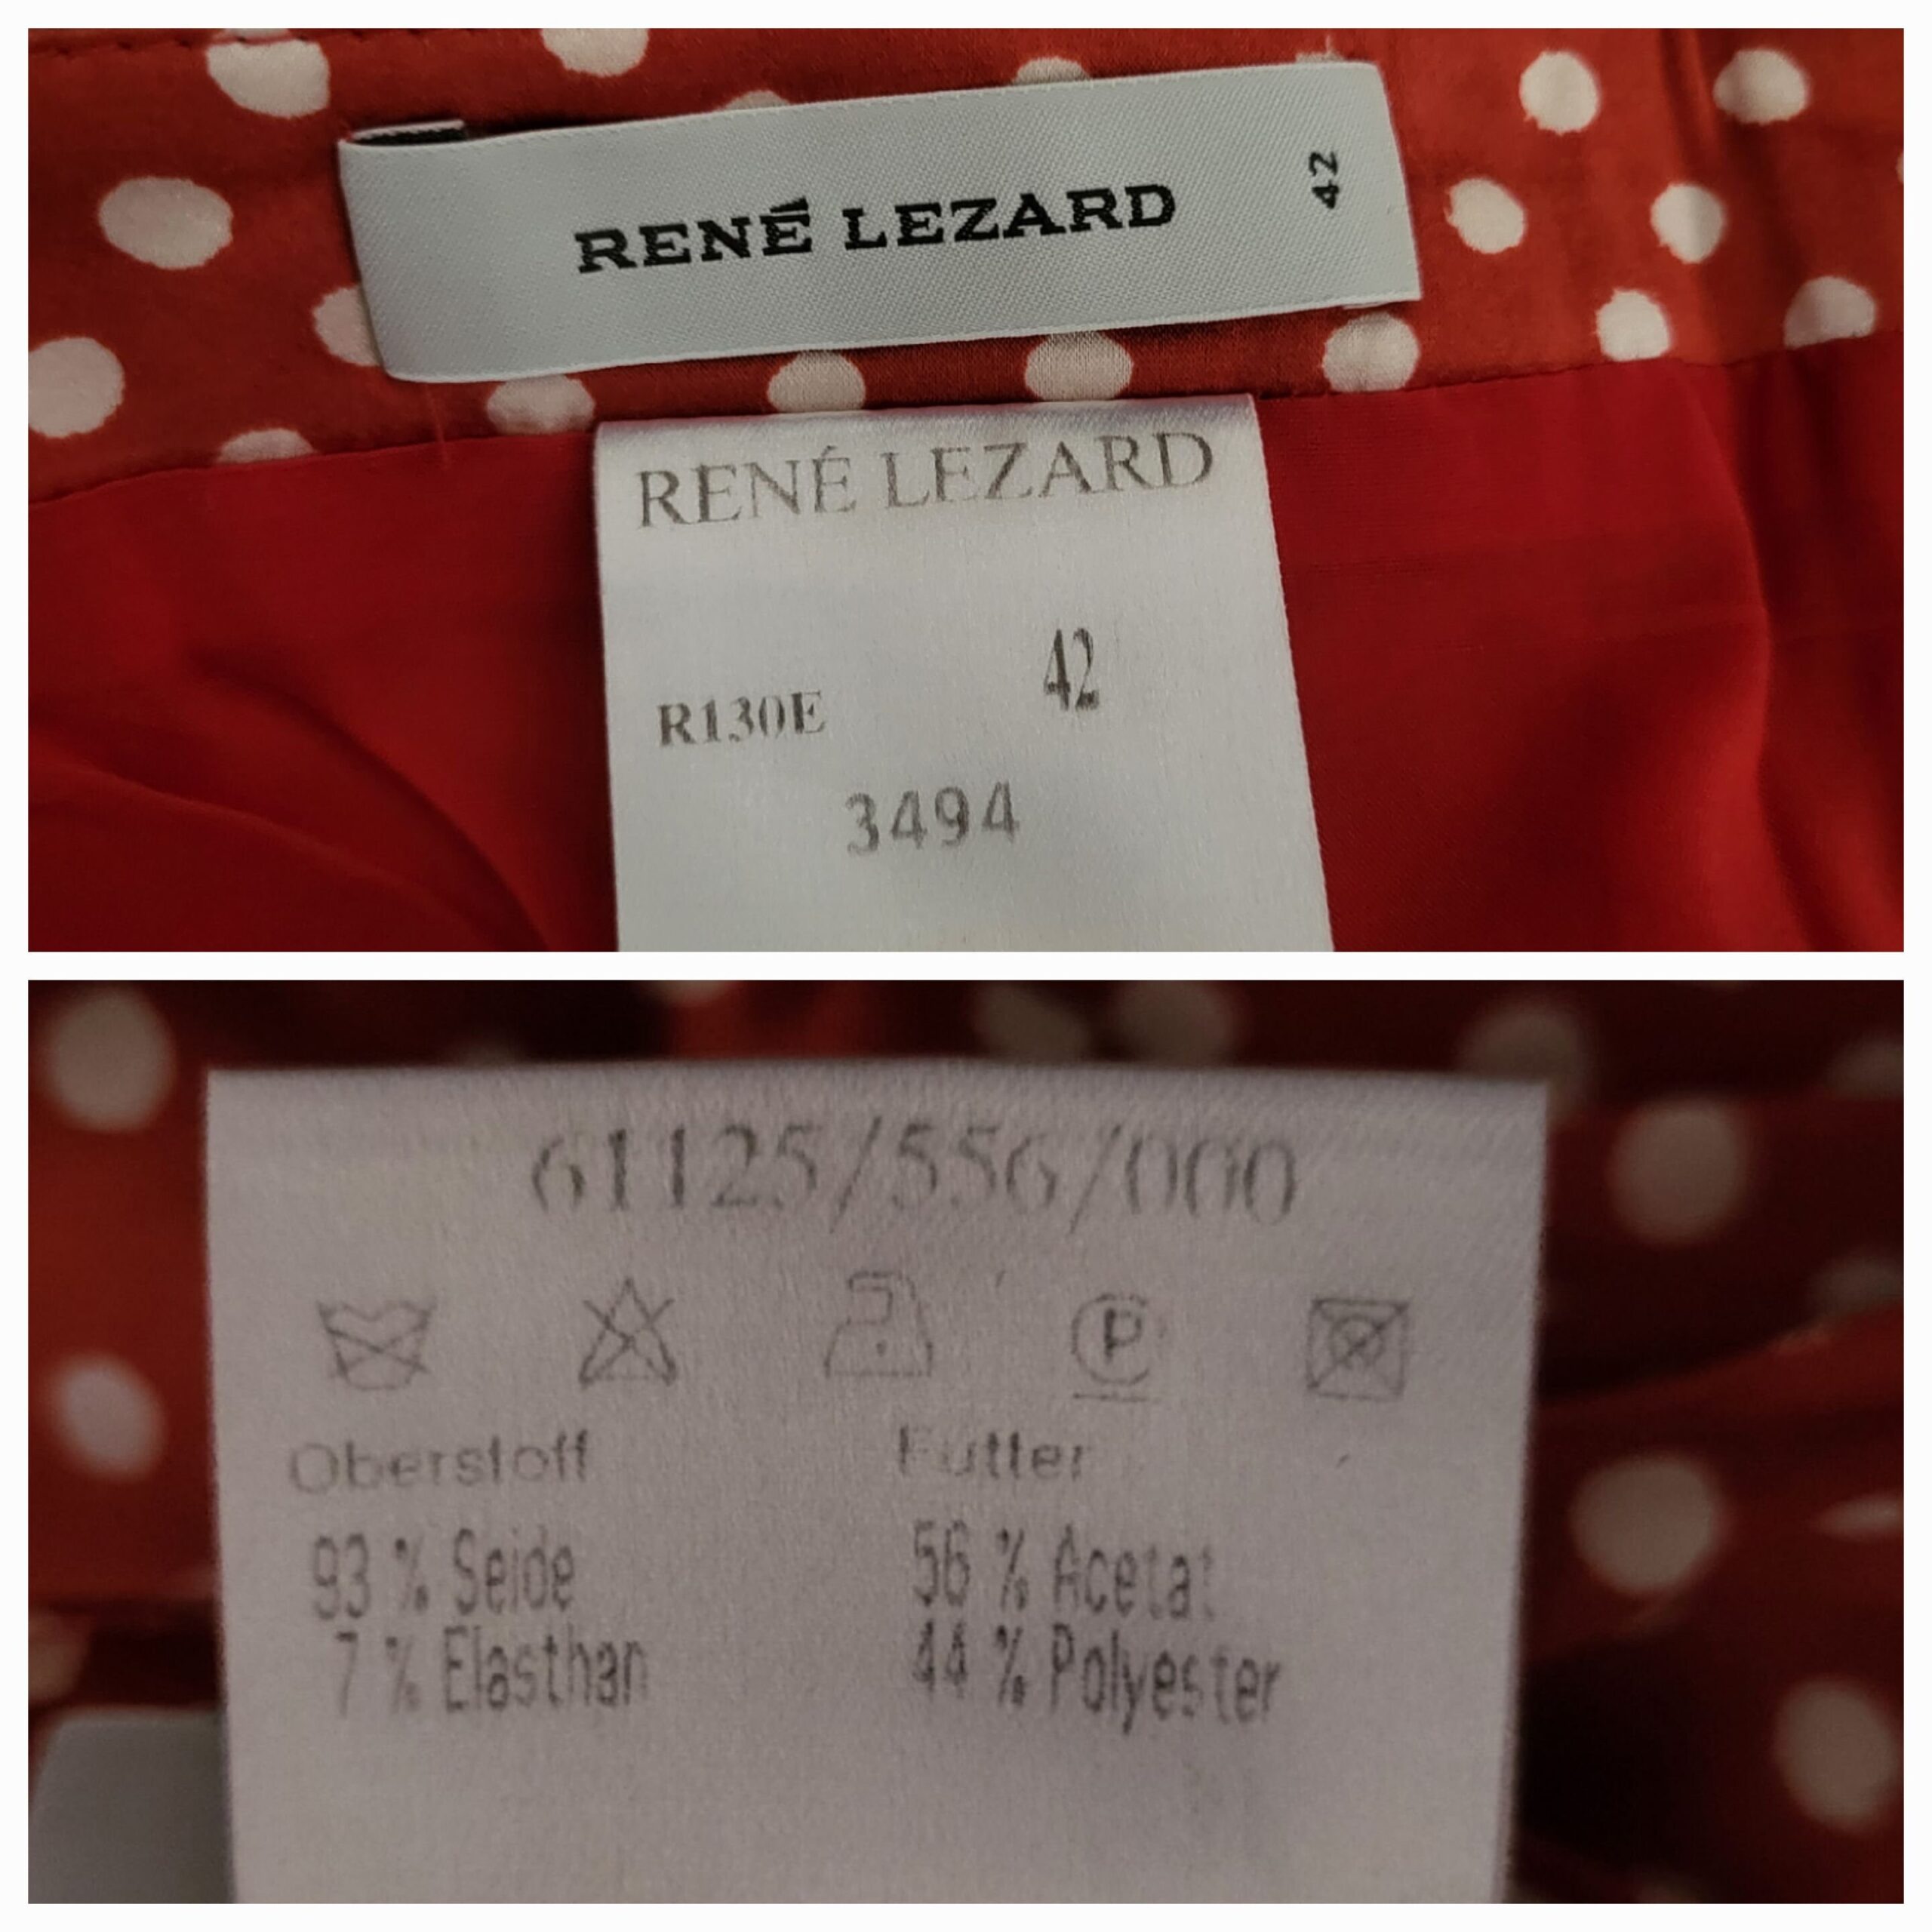 RENÉ LEZARD
42
RENÉ LEZARD
42
R130E
3494
61125/556/000
P
Oberstoff Futter
93 % Seide 56 % Acetat
7 % Elasthan 44 % Polyester